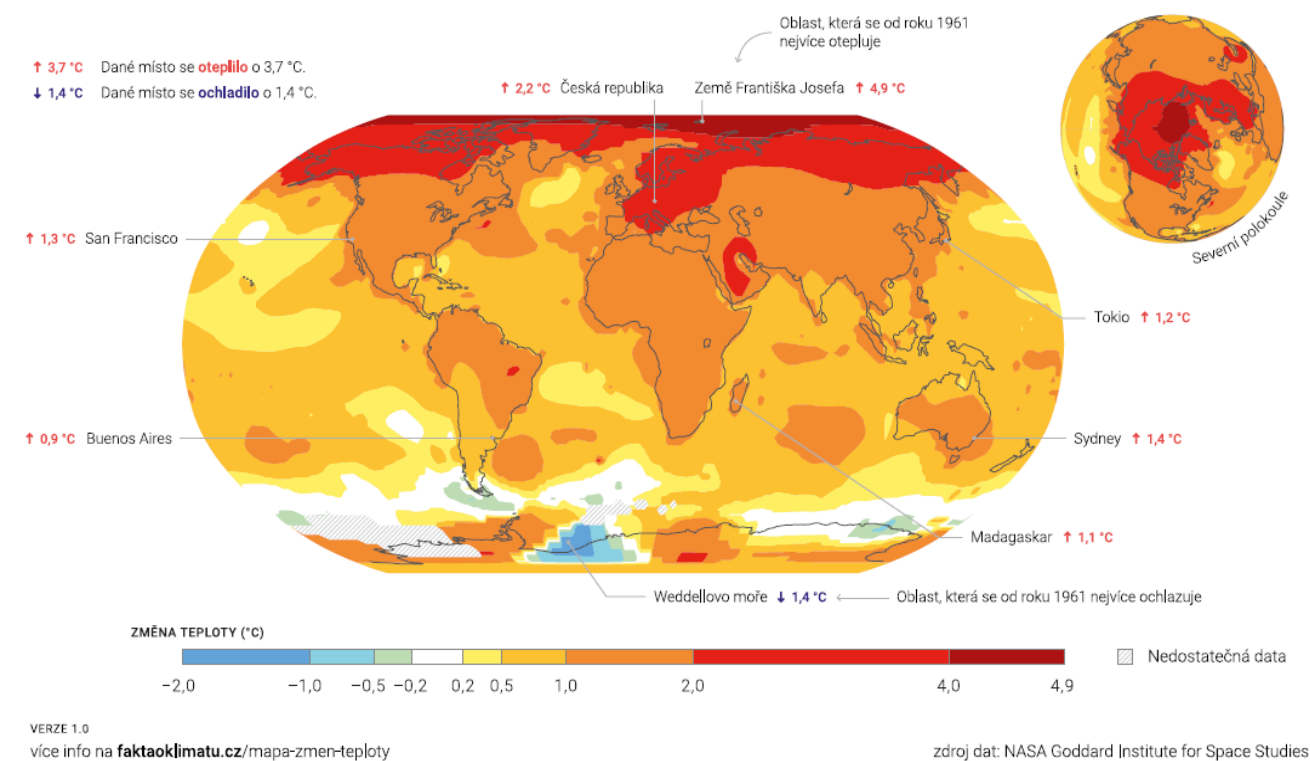 Oblast, která se od roku 1961
nejvíce otepluje
↑ 3,7 °C Dané místo se oteplilo o 3,7 °C.
↓ 1,4 °C Dané místo se ochladilo o 1,4 °C.
↑ 2,2 °C Česká republika
Země Františka Josefa ↑ 4,9 °C
Severní polokoule
↑ 1,3 °C San Francisco
Tokio ↑ 1,2 °C
↑ 0,9 °C Buenos Aires
Sydney ↑ 1,4 °C
Madagaskar ↑ 1,1 °C
Weddellovo moře ↓ 1,4 °C
Oblast, která se od roku 1961 nejvíce ochlazuje
ZMĚNA TEPLOTY (°C)
Nedostatečná data
−2,0 −1,0 −0,5 −0,2 0,2 0,5 1,0 2,0 4,0 4,9
VERZE 1.0
více info na faktaoklimatu.cz/mapa-zmen-teploty
zdroj dat: NASA Goddard Institute for Space Studies